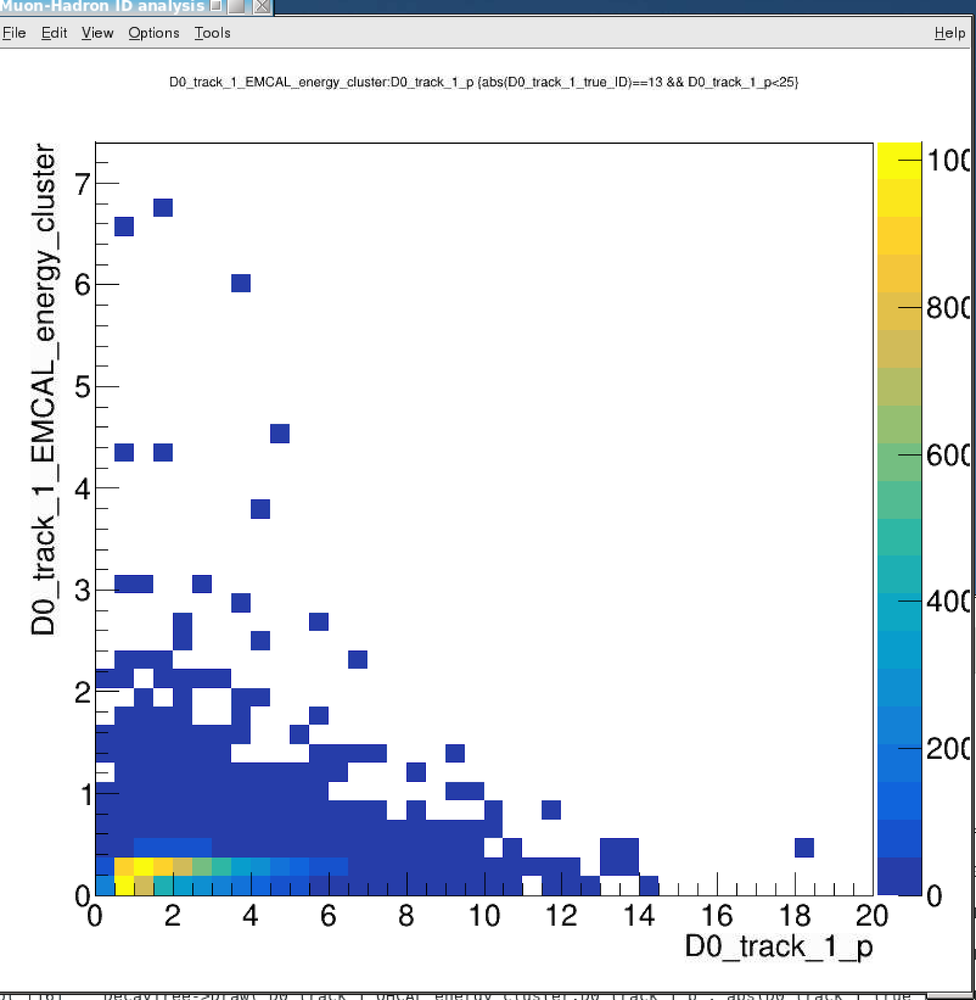 Muon-Hadron ID analysis
File Edit View Options Tools Help
D0_track_1_EMCAL_energy_cluster:D0_track_1_p {abs(D0_track_1_true_ID)==13 && D0_track_1_p<25}
D0_track_1_EMCAL_energy_cluster
7
6
5
4
3
2
1
0
0 2 4 6 8 10 12 14 16 18 20
D0_track_1_p
100
800
600
400
200
0